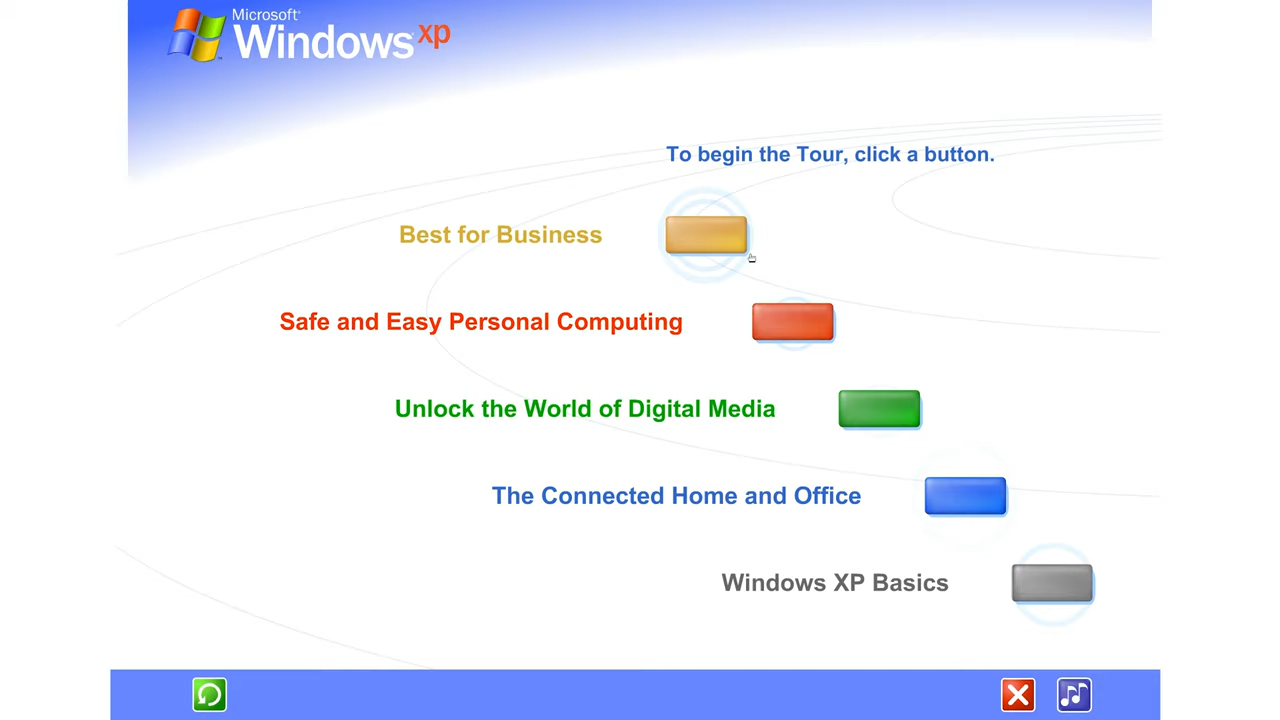 Microsoft®
Windows xp
To begin the Tour, click a button.
Best for Business
Safe and Easy Personal Computing
Unlock the World of Digital Media
The Connected Home and Office
Windows XP Basics